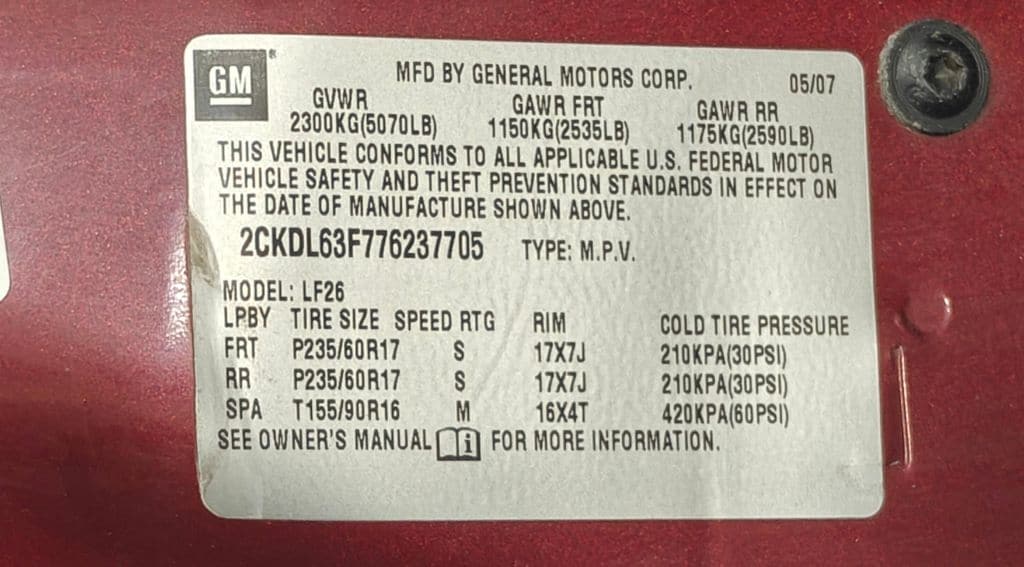 GM ®
MFD BY GENERAL MOTORS CORP. 05/07
GVWR GAWR FRT GAWR RR
2300KG(5070LB) 1150KG(2535LB) 1175KG(2590LB)
THIS VEHICLE CONFORMS TO ALL APPLICABLE U.S. FEDERAL MOTOR
VEHICLE SAFETY AND THEFT PREVENTION STANDARDS IN EFFECT ON
THE DATE OF MANUFACTURE SHOWN ABOVE.
2CKDL63F776237705 TYPE: M.P.V.
MODEL: LF26
LPBY TIRE SIZE SPEED RTG RIM COLD TIRE PRESSURE
FRT P235/60R17 S 17X7J 210KPA(30PSI)
RR P235/60R17 S 17X7J 210KPA(30PSI)
SPA T155/90R16 M 16X4T 420KPA(60PSI)
SEE OWNER'S MANUAL i FOR MORE INFORMATION.